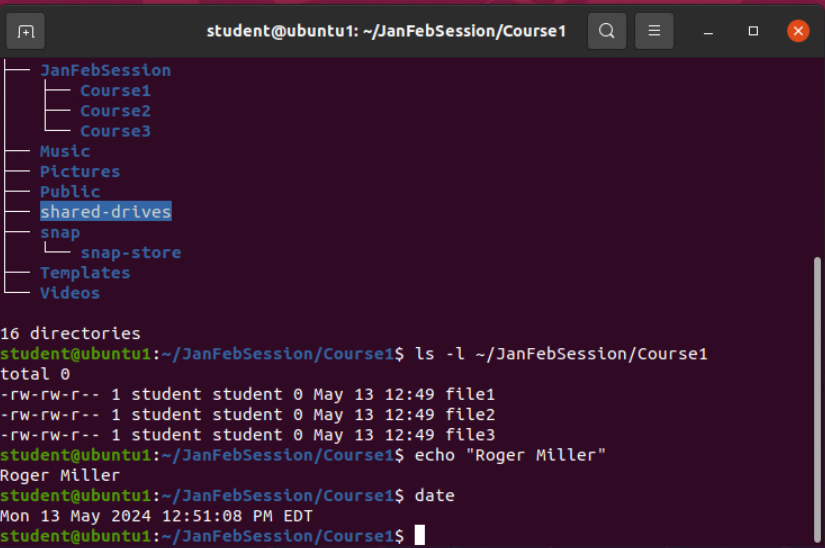 student@ubuntu1: ~/JanFebSession/Course1
JanFebSession
Course1
Course2
Course3
Music
Pictures
Public
shared-drives
snap
snap-store
Templates
Videos
16 directories
student@ubuntu1:~/JanFebSession/Course1$ ls -l ~/JanFebSession/Course1
total 0
-rw-rw-r-- 1 student student 0 May 13 12:49 file1
-rw-rw-r-- 1 student student 0 May 13 12:49 file2
-rw-rw-r-- 1 student student 0 May 13 12:49 file3
student@ubuntu1:~/JanFebSession/Course1$ echo "Roger Miller"
Roger Miller
student@ubuntu1:~/JanFebSession/Course1$ date
Mon 13 May 2024 12:51:08 PM EDT
student@ubuntu1:~/JanFebSession/Course1$